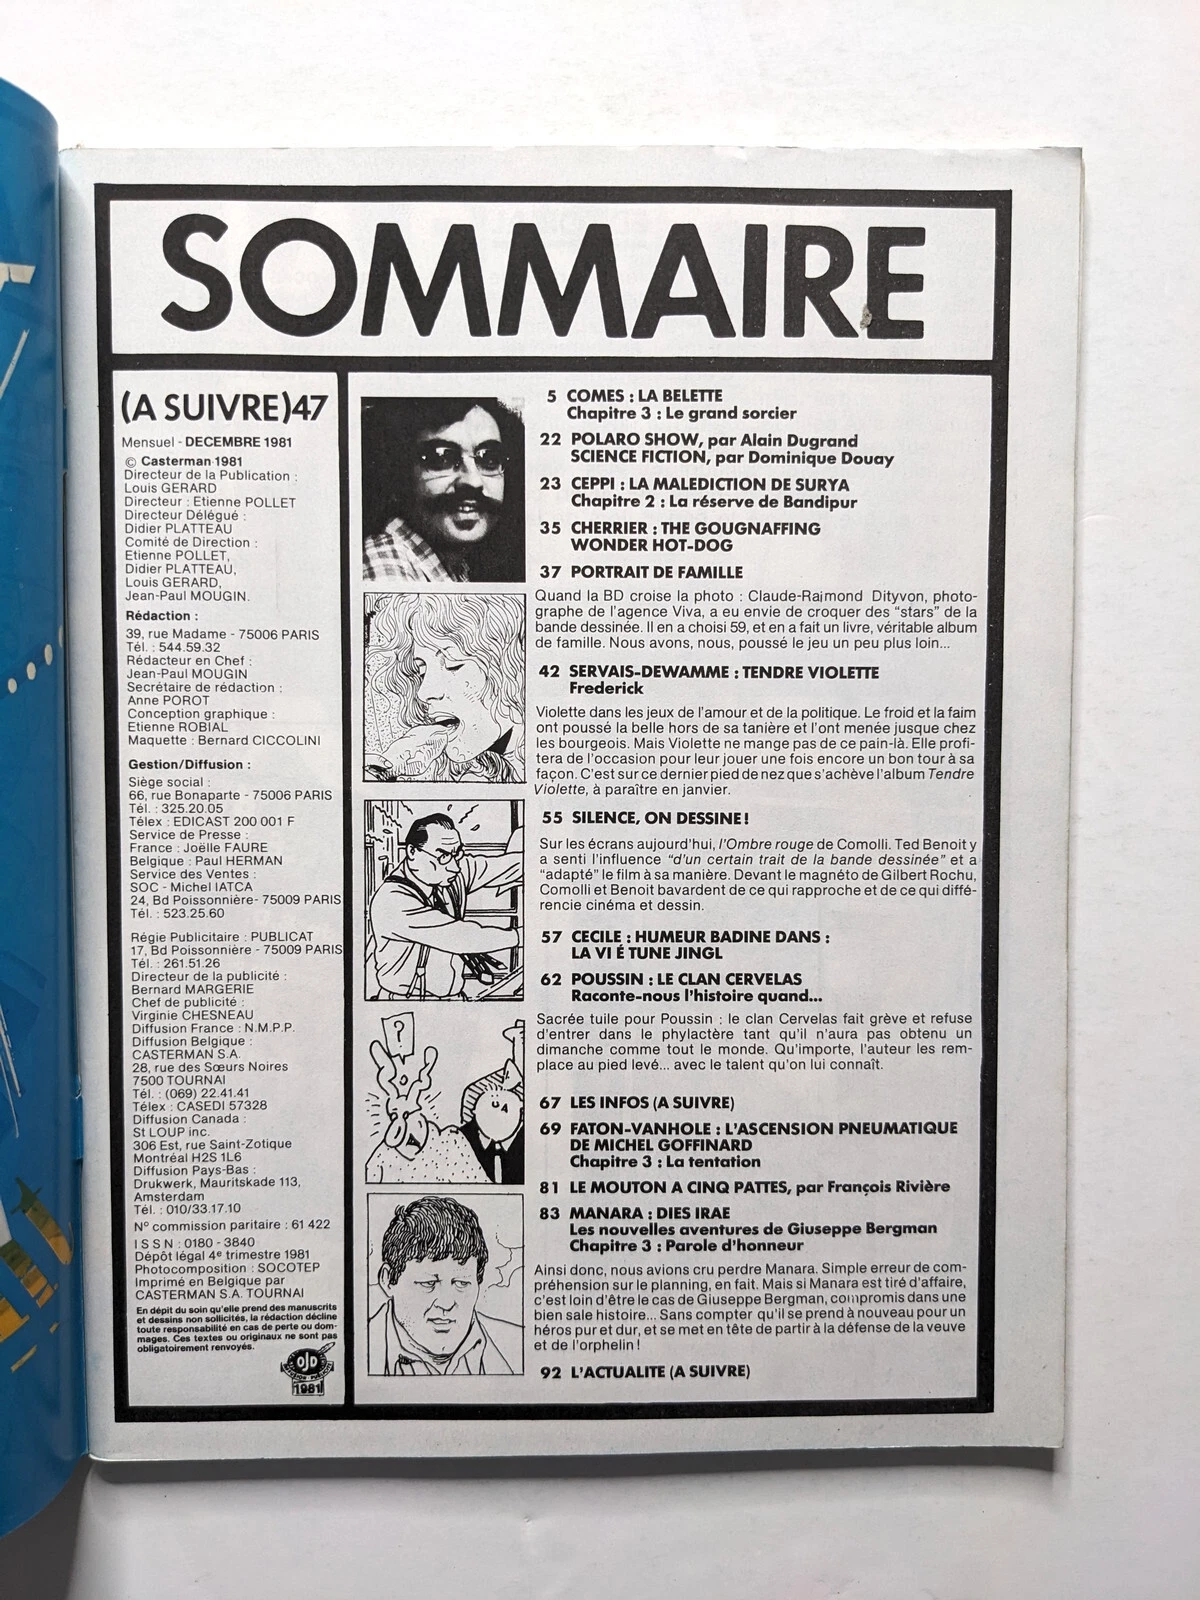 SOMMAIRE
(A SUIVRE)47
Mensuel - DECEMBRE 1981
© Casterman 1981
Directeur de la Publication :
Louis GERARD
Directeur : Etienne POLLET
Directeur Délégué :
Didier PLATTEAU
Comité de Direction :
Etienne POLLET,
Didier PLATTEAU,
Louis GERARD,
Jean-Paul MOUGIN.
Rédaction :
39, rue Madame - 75006 PARIS
Tél. : 544.59.32
Rédacteur en Chef :
Jean-Paul MOUGIN
Secrétaire de rédaction :
Anne POROT
Conception graphique :
Etienne ROBIAL
Maquette : Bernard CICCOLINI
Gestion/Diffusion :
Siège social :
66, rue Bonaparte - 75006 PARIS
Tél. : 325.20.05
Télex : EDICAST 200 001 F
Service de Presse :
France : Joëlle FAURE
Belgique : Paul HERMAN
Service des Ventes :
SOC - Michel IATCA
24, Bd Poissonnière- 75009 PARIS
Tél. : 523.25.60
Régie Publicitaire : PUBLICAT
17, Bd Poissonnière - 75009 PARIS
Tél. : 261.51.26
Directeur de la publicité :
Bernard MARGERIE
Chef de publicité :
Virginie CHESNEAU
Diffusion France : N.M.P.P.
Diffusion Belgique :
CASTERMAN S.A.
28, rue des Sœurs Noires
7500 TOURNAI
Tél. : (069) 22.41.41
Télex : CASEDI 57328
Diffusion Canada :
St LOUP inc.
306 Est, rue Saint-Zotique
Montréal H2S 1L6
Diffusion Pays-Bas :
Drukwerk, Mauritskade 113,
Amsterdam
Tél. : 010/33.17.10
N° commission paritaire : 61 422
I S S N : 0180 - 3840
Dépôt légal 4e trimestre 1981
Photocomposition : SOCOTEP
Imprimé en Belgique par
CASTERMAN S.A. TOURNAI
En dépit du soin qu'elle prend des manuscrits
et dessins non sollicités, la rédaction décline
toute responsabilité en cas de perte ou dom-
mages. Ces textes ou originaux ne sont pas
obligatoirement renvoyés.
OJD
1981
5 COMES : LA BELETTE
Chapitre 3 : Le grand sorcier
22 POLARO SHOW, par Alain Dugrand
SCIENCE FICTION, par Dominique Douay
23 CEPPI : LA MALEDICTION DE SURYA
Chapitre 2 : La réserve de Bandipur
35 CHERRIER : THE GOUGNAFFING
WONDER HOT-DOG
37 PORTRAIT DE FAMILLE
Quand la BD croise la photo : Claude-Raimond Dityvon, photo-
graphe de l'agence Viva, a eu envie de croquer des "stars" de la
bande dessinée. Il en a choisi 59, et en a fait un livre, véritable album
de famille. Nous avons, nous, poussé le jeu un peu plus loin...
42 SERVAIS-DEWAMME : TENDRE VIOLETTE
Frederick
Violette dans les jeux de l'amour et de la politique. Le froid et la faim
ont poussé la belle hors de sa tanière et l'ont menée jusque chez
les bourgeois. Mais Violette ne mange pas de ce pain-là. Elle profi-
tera de l'occasion pour leur jouer une fois encore un bon tour à sa
façon. C'est sur ce dernier pied de nez que s'achève l'album Tendre
Violette, à paraître en janvier.
55 SILENCE, ON DESSINE !
Sur les écrans aujourd'hui, l'Ombre rouge de Comolli. Ted Benoit y
a senti l'influence "d'un certain trait de la bande dessinée" et a
"adapté" le film à sa manière. Devant le magnéto de Gilbert Rochu,
Comolli et Benoit bavardent de ce qui rapproche et de ce qui diffé-
rencie cinéma et dessin.
57 CECILE : HUMEUR BADINE DANS :
LA VI É TUNE JINGL
62 POUSSIN : LE CLAN CERVELAS
Raconte-nous l'histoire quand...
Sacrée tuile pour Poussin : le clan Cervelas fait grève et refuse
d'entrer dans le phylactère tant qu'il n'aura pas obtenu un
dimanche comme tout le monde. Qu'importe, l'auteur les rem-
place au pied levé... avec le talent qu'on lui connaît.
?
67 LES INFOS (A SUIVRE)
69 FATON-VANHOLE : L'ASCENSION PNEUMATIQUE
DE MICHEL GOFFINARD
Chapitre 3 : La tentation
81 LE MOUTON A CINQ PATTES, par François Rivière
83 MANARA : DIES IRAE
Les nouvelles aventures de Giuseppe Bergman
Chapitre 3 : Parole d'honneur
Ainsi donc, nous avions cru perdre Manara. Simple erreur de com-
préhension sur le planning, en fait. Mais si Manara est tiré d'affaire,
c'est loin d'être le cas de Giuseppe Bergman, compromis dans une
bien sale histoire... Sans compter qu'il se prend à nouveau pour un
héros pur et dur, et se met en tête de partir à la défense de la veuve
et de l'orphelin !
92 L'ACTUALITE (A SUIVRE)